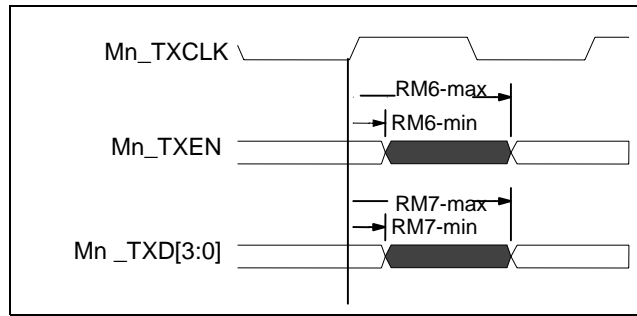 Mn_TXCLK
RM6-max
RM6-min
Mn_TXEN
RM7-max
RM7-min
Mn _TXD[3:0]